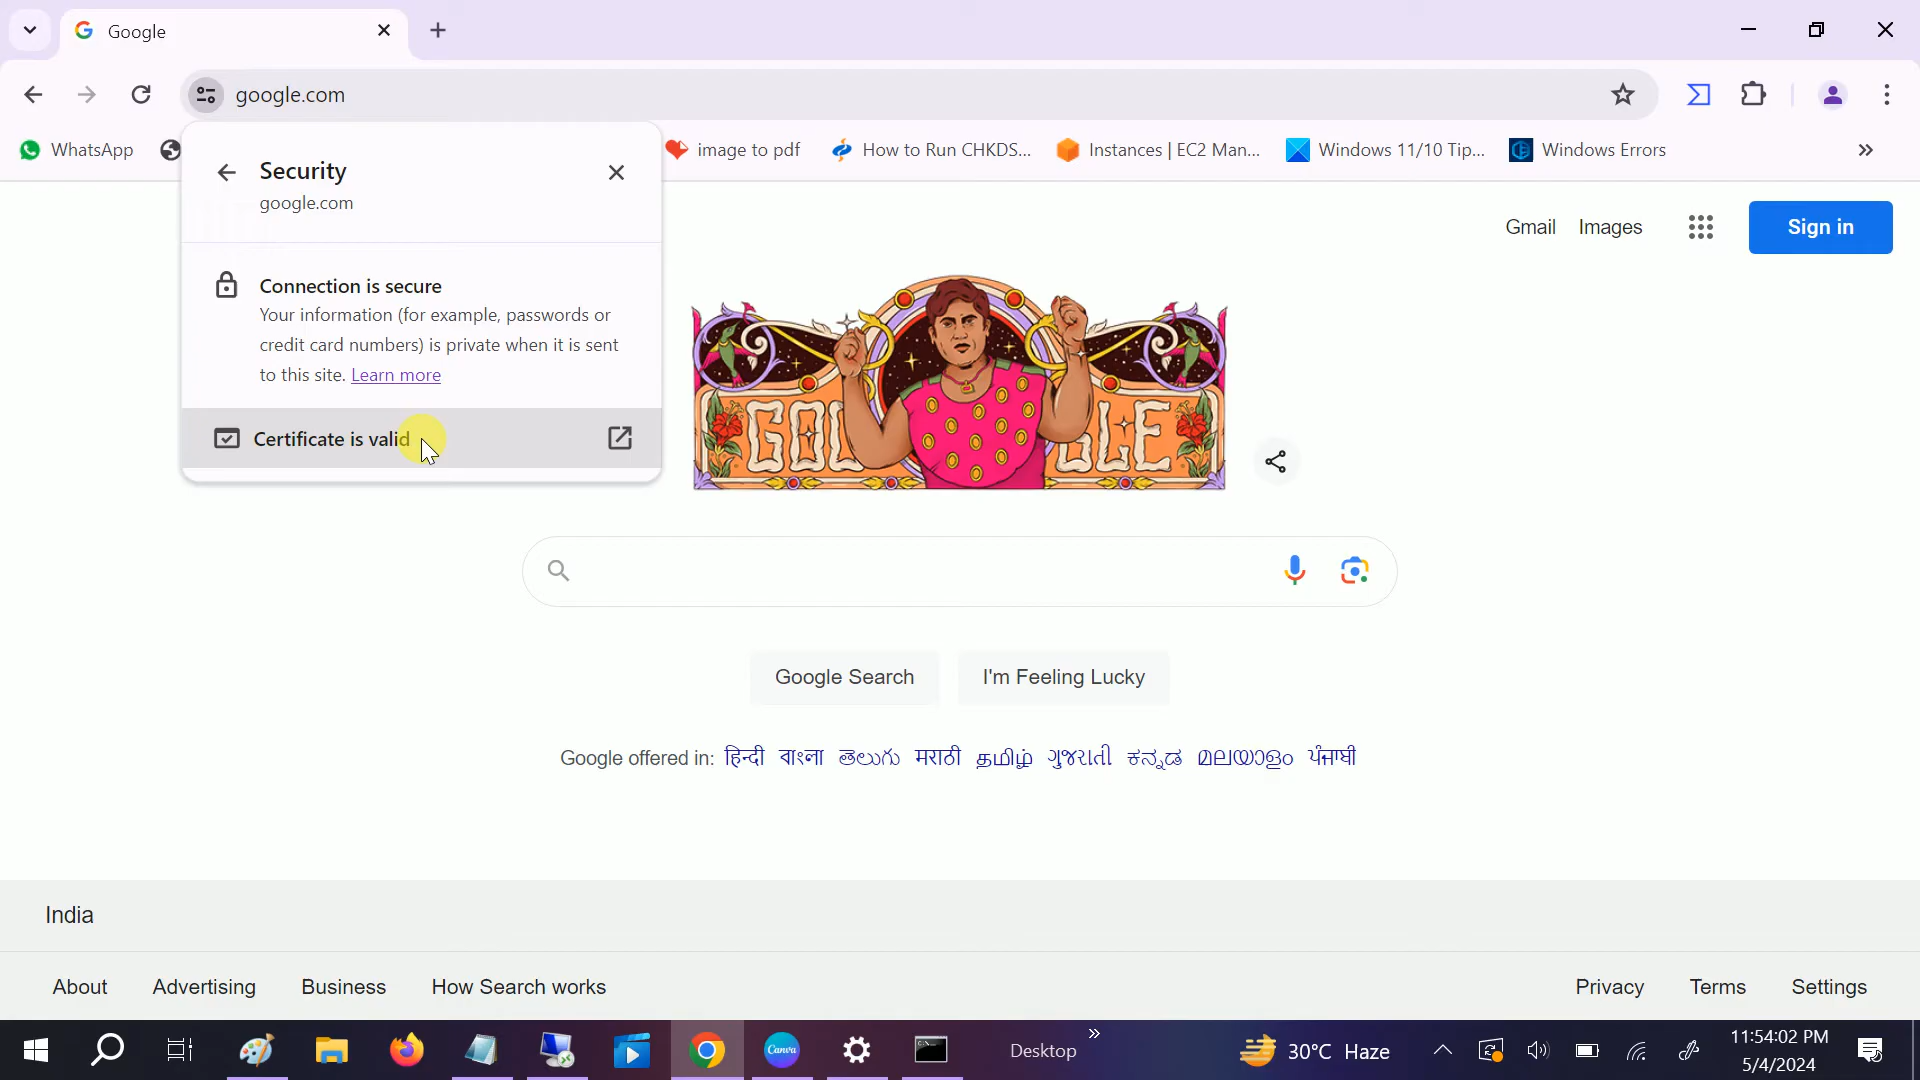 Google
google.com
WhatsApp
image to pdf
How to Run CHKDS...
Instances | EC2 Man...
Windows 11/10 Tip...
Windows Errors
Security
google.com
Connection is secure
Your information (for example, passwords or
credit card numbers) is private when it is sent
to this site. Learn more
Certificate is valid
Gmail Images
Sign in
GOOGLE
Google Search
I'm Feeling Lucky
Google offered in: हिन्दी বাংলা తెలుగు मराठी தமிழ் ગુજરાતી ಕನ್ನಡ മലയാളം ਪੰਜਾਬੀ
India
About Advertising Business How Search works
Privacy Terms Settings
Canva
Desktop
30°C Haze
11:54:02 PM
5/4/2024